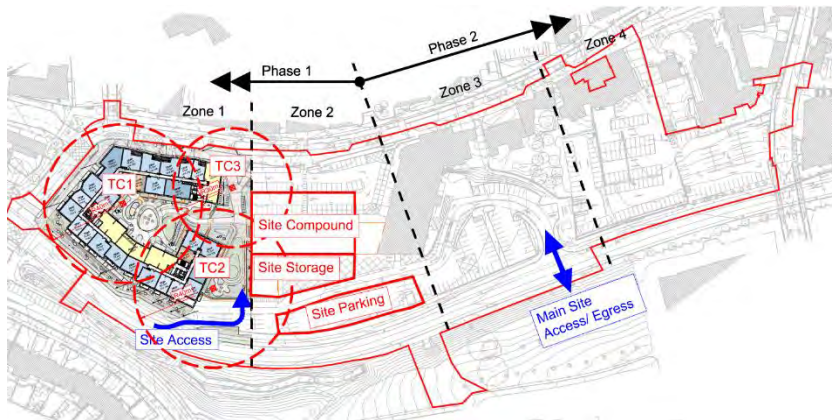 Phase 2
Zone 4
Phase 1
Zone 3
Zone 1
Zone 2
TC3
TC1
Site Compound
TC2
Site Storage
Site Parking
Main Site
Access/ Egress
Site Access